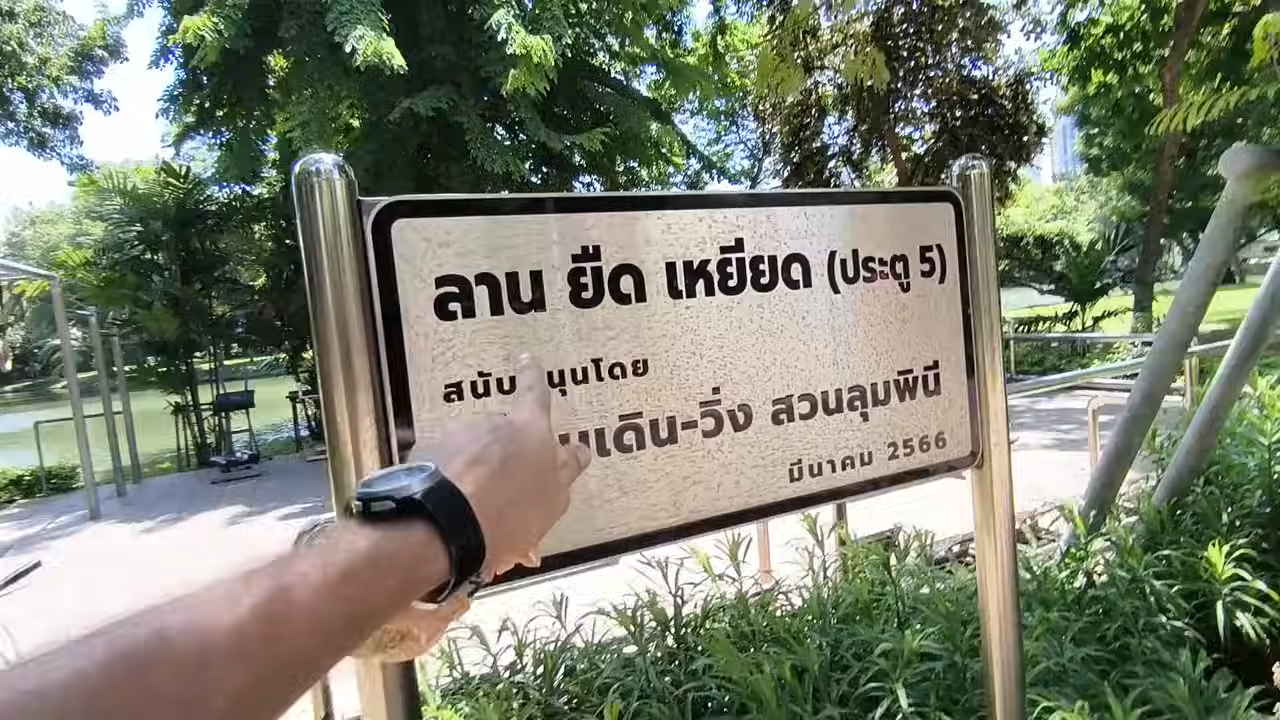 ลาน ยืด เหยียด (ประตู 5)
สนับ นุนโดย
เดิน-วิ่ง สวนลุมพินี
มีนาคม 2566